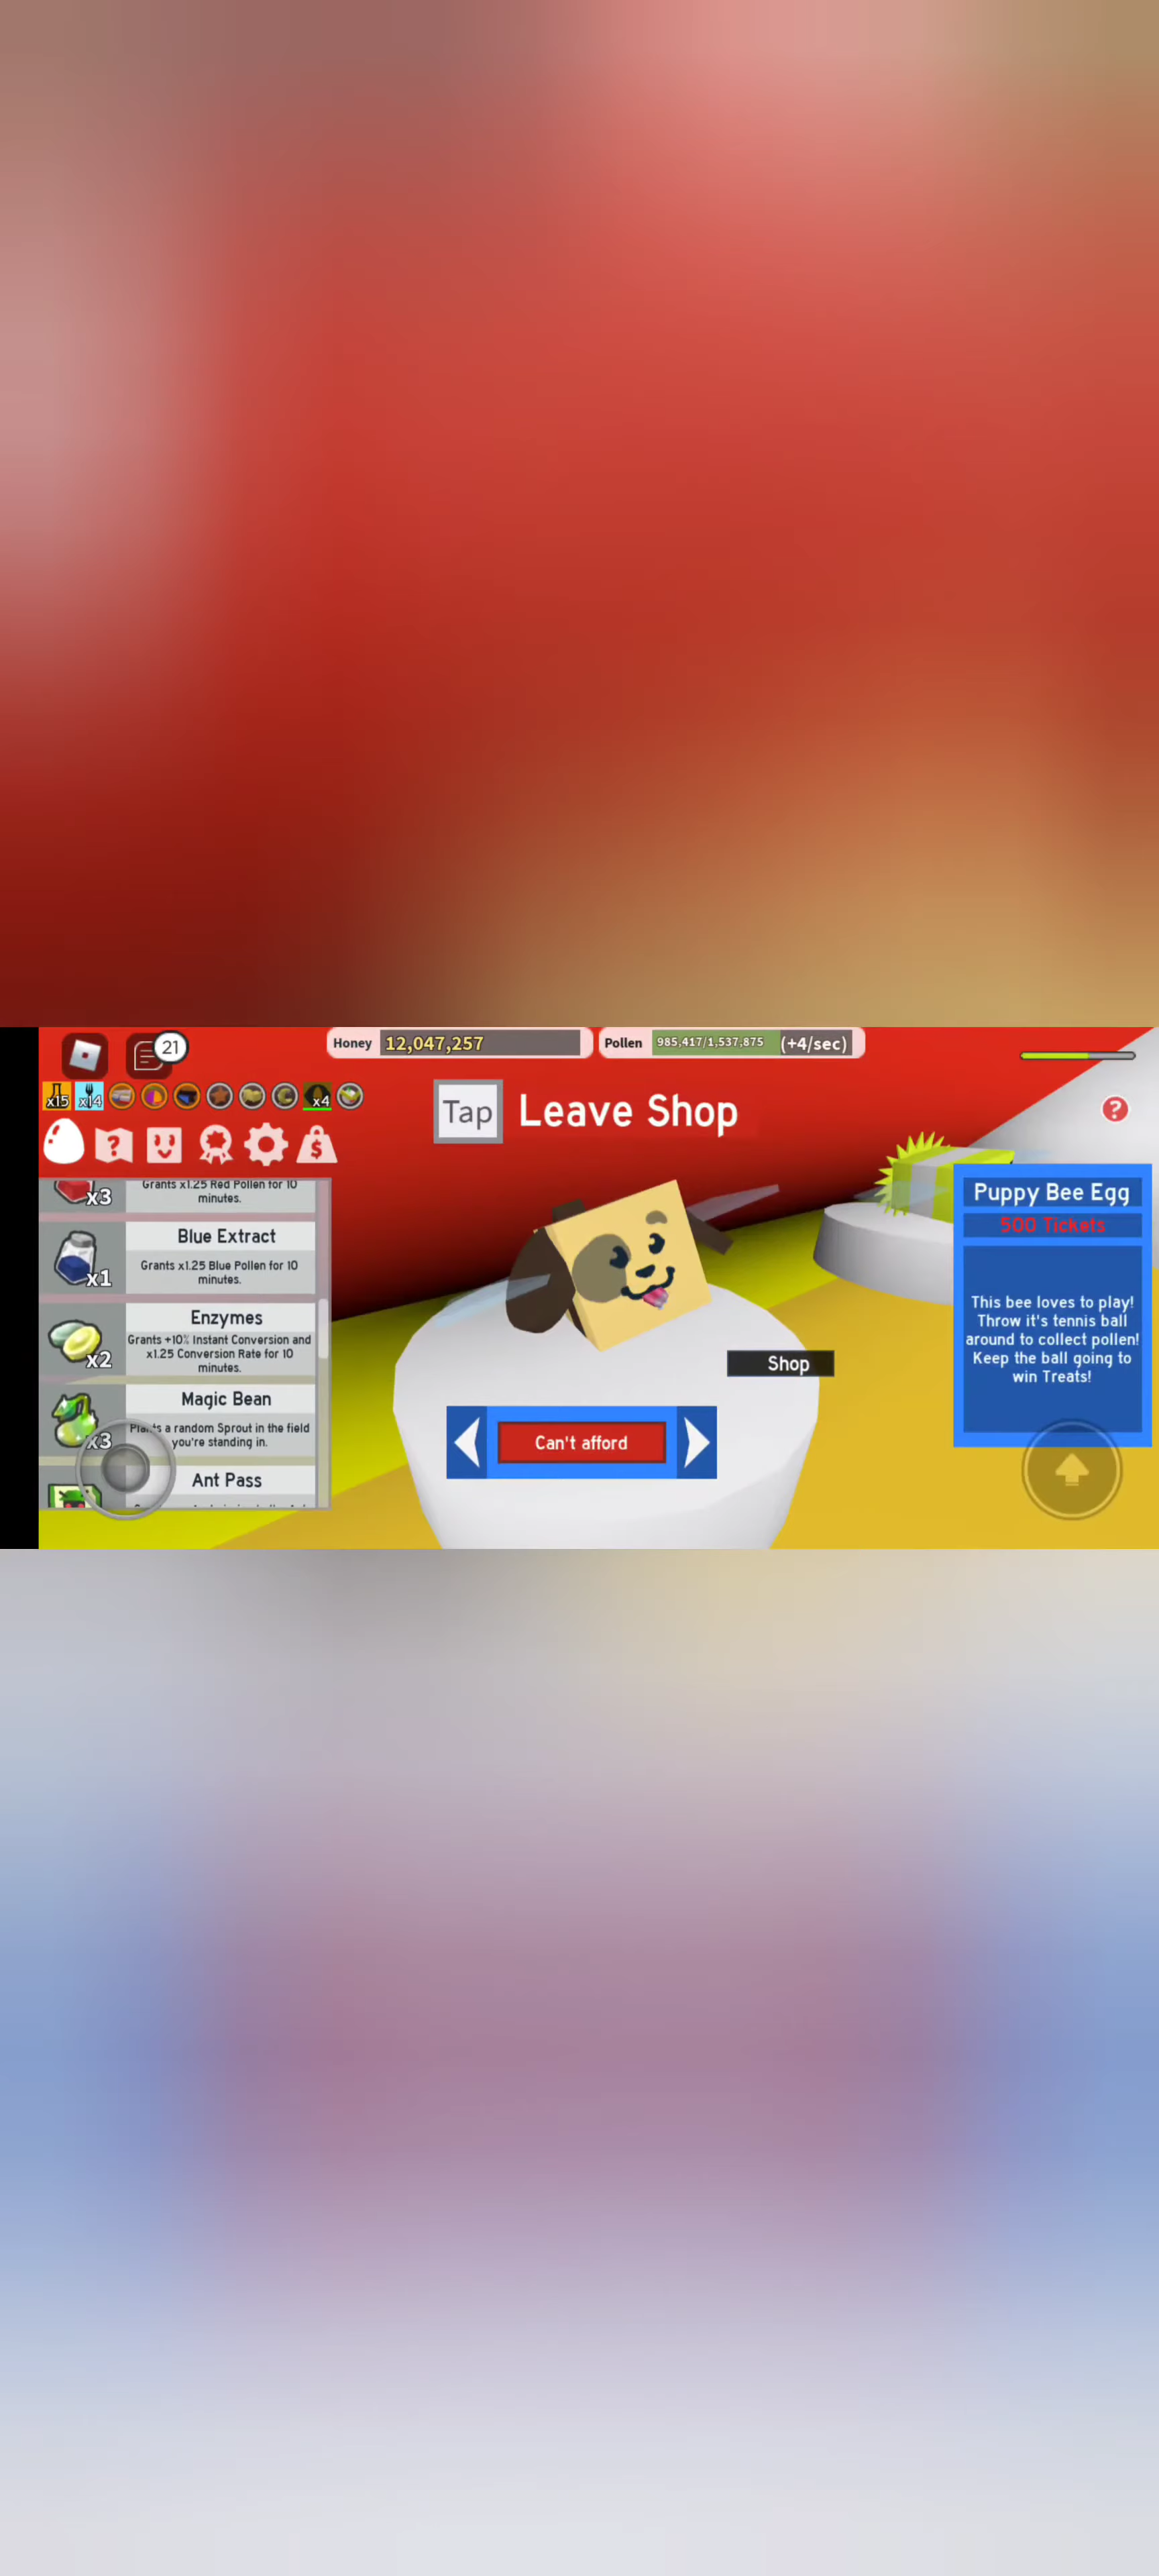 21
Honey 12,047,257
Pollen 985,417/1,537,875 (+4/sec)
x15
x14
x4
Tap Leave Shop
?
?
$
x3
Grants x1.25 Red Pollen for 10
minutes.
Blue Extract
x1
Grants x1.25 Blue Pollen for 10
minutes.
Enzymes
x2
Grants +10% Instant Conversion and
x1.25 Conversion Rate for 10
minutes.
Magic Bean
x3
Plants a random Sprout in the field
you're standing in.
Ant Pass
Shop
Can't afford
Puppy Bee Egg
500 Tickets
This bee loves to play!
Throw it's tennis ball
around to collect pollen!
Keep the ball going to
win Treats!